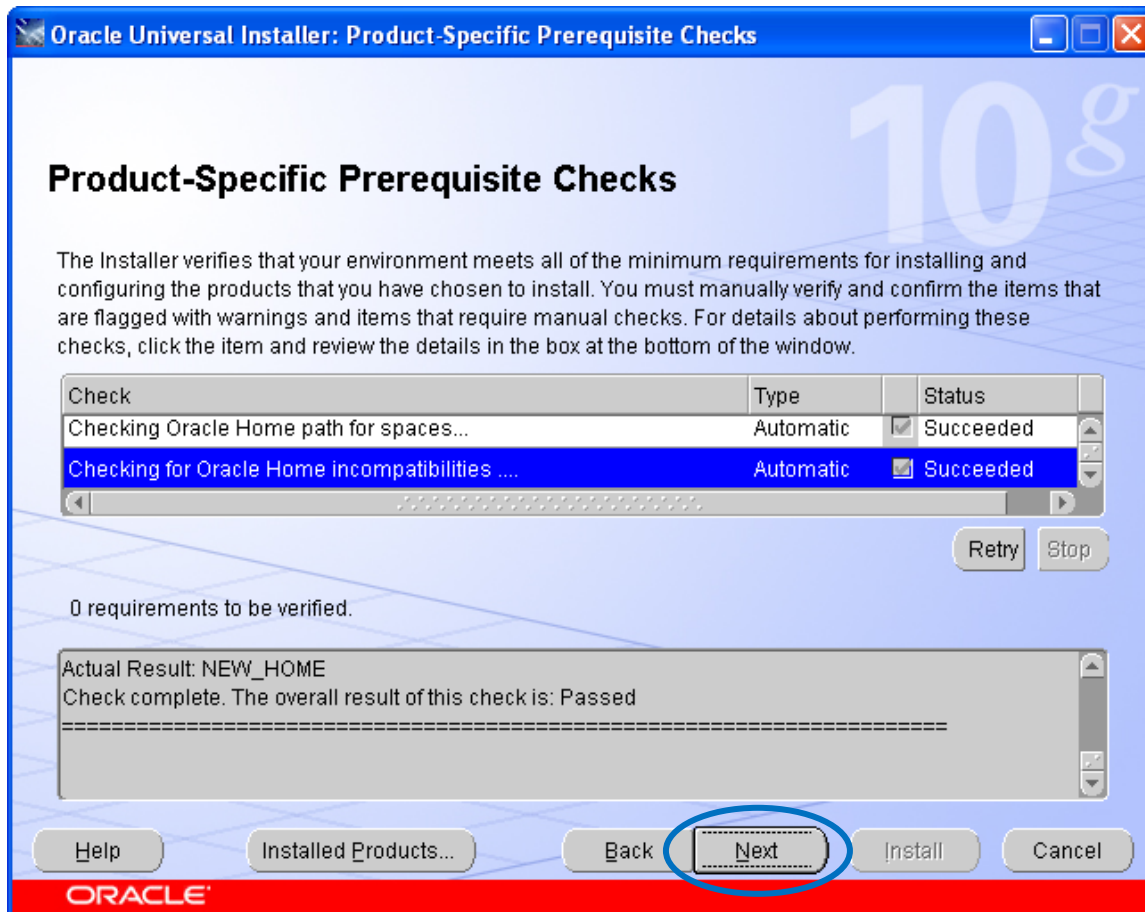 Oracle Universal Installer: Product-Specific Prerequisite Checks
10g
Product-Specific Prerequisite Checks
The Installer verifies that your environment meets all of the minimum requirements for installing and
configuring the products that you have chosen to install. You must manually verify and confirm the items that
are flagged with warnings and items that require manual checks. For details about performing these
checks, click the item and review the details in the box at the bottom of the window.
Check Type Status
Checking Oracle Home path for spaces... Automatic Succeeded
Checking for Oracle Home incompatibilities .... Automatic Succeeded
Retry Stop
0 requirements to be verified.
Actual Result: NEW_HOME
Check complete. The overall result of this check is: Passed
=======================================================================
Help Installed Products... Back Next Install Cancel
ORACLE